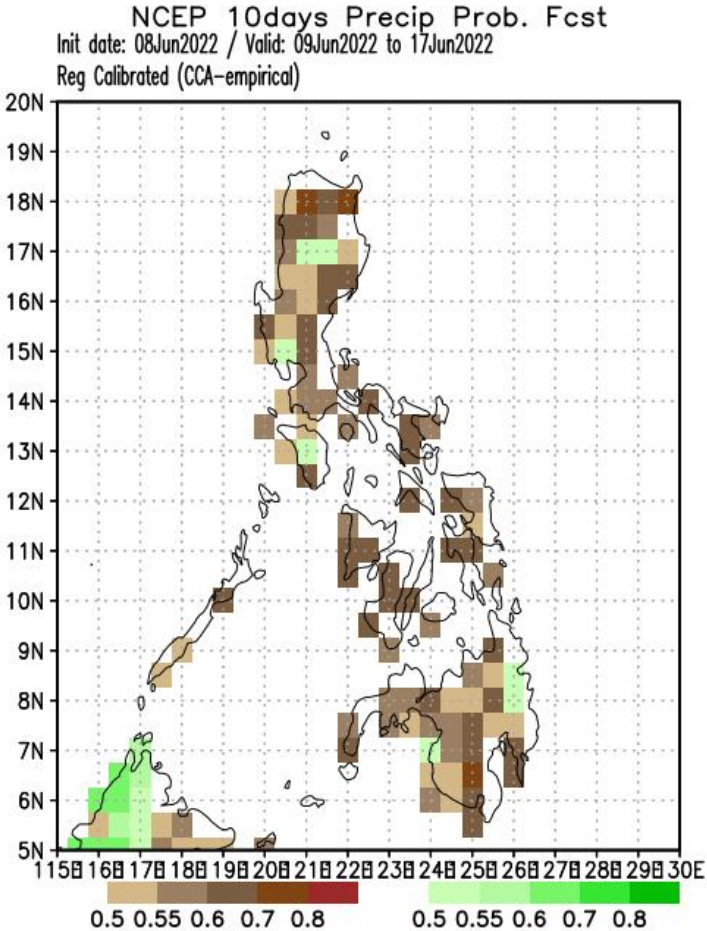 NCEP 10days Precip Prob. Fcst
Init date: 08Jun2022 / Valid: 09Jun2022 to 17Jun2022
Reg Calibrated (CCA-empirical)
20N
19N
18N
17N
16N
15N
14N
13N
12N
11N
10N
9N
8N
7N
6N
5N
115E 116E 117E 118E 119E 120E 121E 122E 123E 124E 125E 126E 127E 128E 129E 130E
0.5 0.55 0.6 0.7 0.8 0.5 0.55 0.6 0.7 0.8